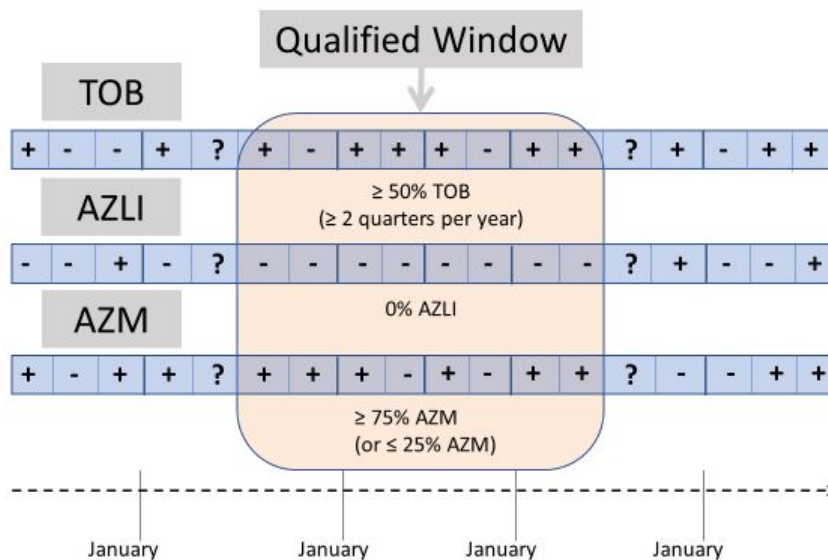 Qualified Window
TOB
+ - - + ? + - + + + - + + ? + - + +
≥ 50% TOB
(≥ 2 quarters per year)
AZLI
- - + - ? - - - - - - - - ? + - - +
0% AZLI
AZM
+ - + + ? + + + - + - + + ? - - + +
≥ 75% AZM
(or ≤ 25% AZM)
January January January January